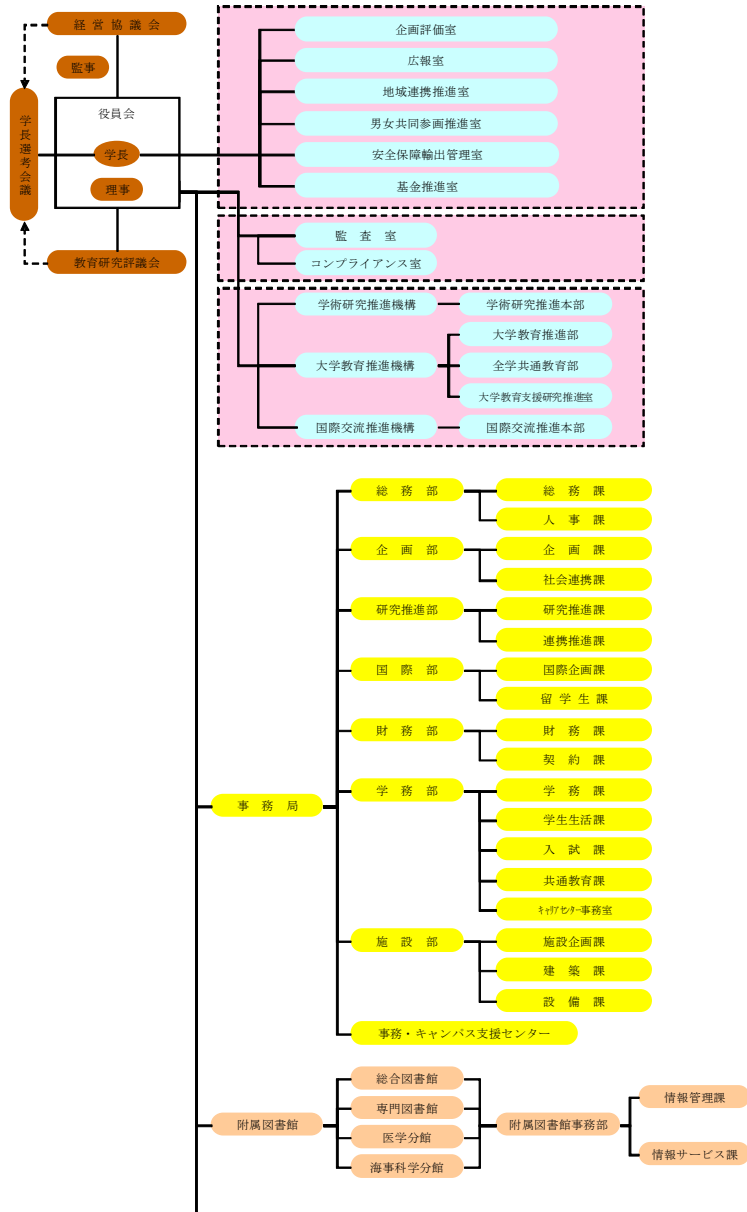 経営協議会
監事
役員会
学長選考会議
学長
理事
教育研究評議会
企画評価室
広報室
地域連携推進室
男女共同参画推進室
安全保障輸出管理室
基金推進室
監査室
コンプライアンス室
学術研究推進機構
学術研究推進本部
大学教育推進機構
大学教育推進部
全学共通教育部
大学教育支援研究推進室
国際交流推進機構
国際交流推進本部
事務局
総務部
総務課
人事課
企画部
企画課
社会連携課
研究推進部
研究推進課
連携推進課
国際部
国際企画課
留学生課
財務部
財務課
契約課
学務部
学務課
学生生活課
入試課
共通教育課
キャリアセンター事務室
施設部
施設企画課
建築課
設備課
事務・キャンパス支援センター
附属図書館
総合図書館
専門図書館
医学分館
海事科学分館
附属図書館事務部
情報管理課
情報サービス課